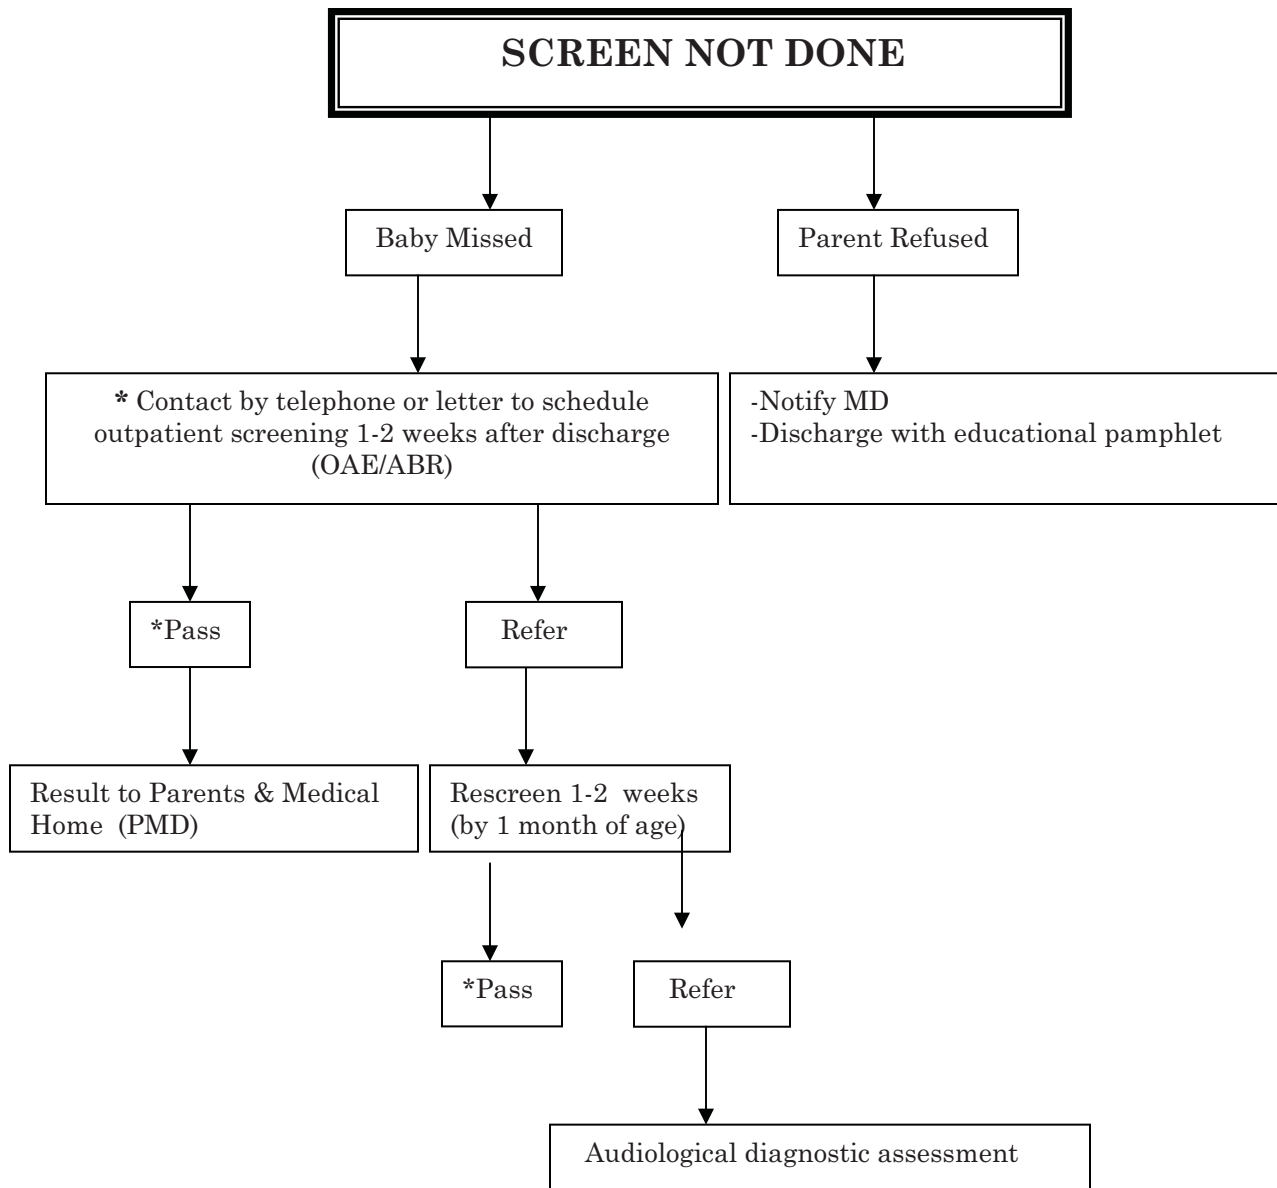 SCREEN NOT DONE
Baby Missed
Parent Refused
* Contact by telephone or letter to schedule
outpatient screening 1-2 weeks after discharge
(OAE/ABR)
-Notify MD
-Discharge with educational pamphlet
*Pass
Refer
Result to Parents & Medical
Home (PMD)
Rescreen 1-2 weeks
(by 1 month of age)
*Pass
Refer
Audiological diagnostic assessment